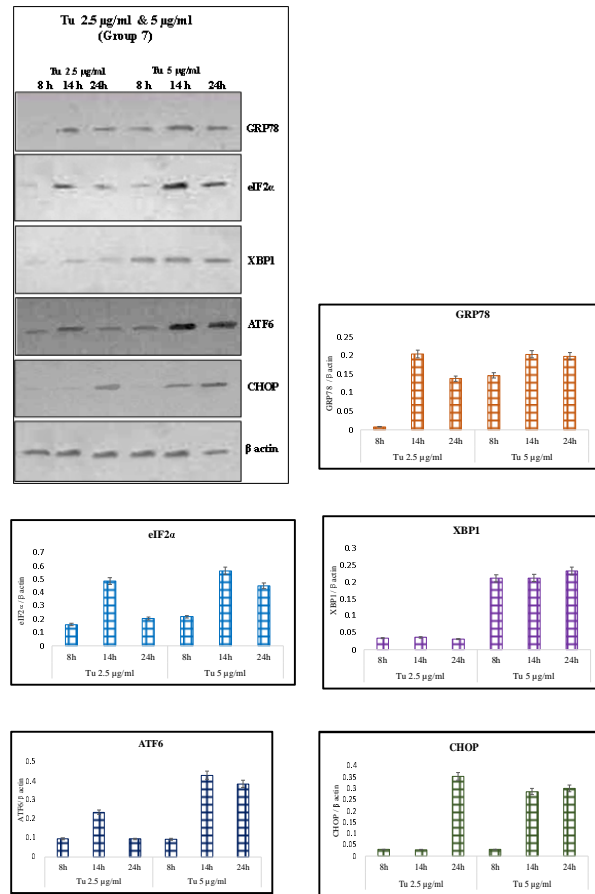 Tu 2.5 µg/ml & 5 µg/ml
(Group 7)
Tu 2.5 µg/ml Tu 5 µg/ml
8 h 14 h 24h 8 h 14 h 24h
GRP78
eIF2α
XBP1
ATF6
CHOP
β actin
GRP78
GRP78 / β actin
0.25
0.2
0.15
0.1
0.05
0
8h 14h 24h 8h 14h 24h
Tu 2.5 µg/ml Tu 5 µg/ml
eIF2α
eIF2α / β actin
0.7
0.6
0.5
0.4
0.3
0.2
0.1
0
8h 14h 24h 8h 14h 24h
Tu 2.5 µg/ml Tu 5 µg/ml
XBP1
XBP1 / β actin
0.3
0.25
0.2
0.15
0.1
0.05
0
8h 14h 24h 8h 14h 24h
Tu 2.5 µg/ml Tu 5 µg/ml
ATF6
ATF6/ β actin
0.5
0.4
0.3
0.2
0.1
0
8h 14h 24h 8h 14h 24h
Tu 2.5 µg/ml Tu 5 µg/ml
CHOP
CHOP / β actin
0.4
0.35
0.3
0.25
0.2
0.15
0.1
0.05
0
8h 14h 24h 8h 14h 24h
Tu 2.5 µg/ml Tu 5 µg/ml